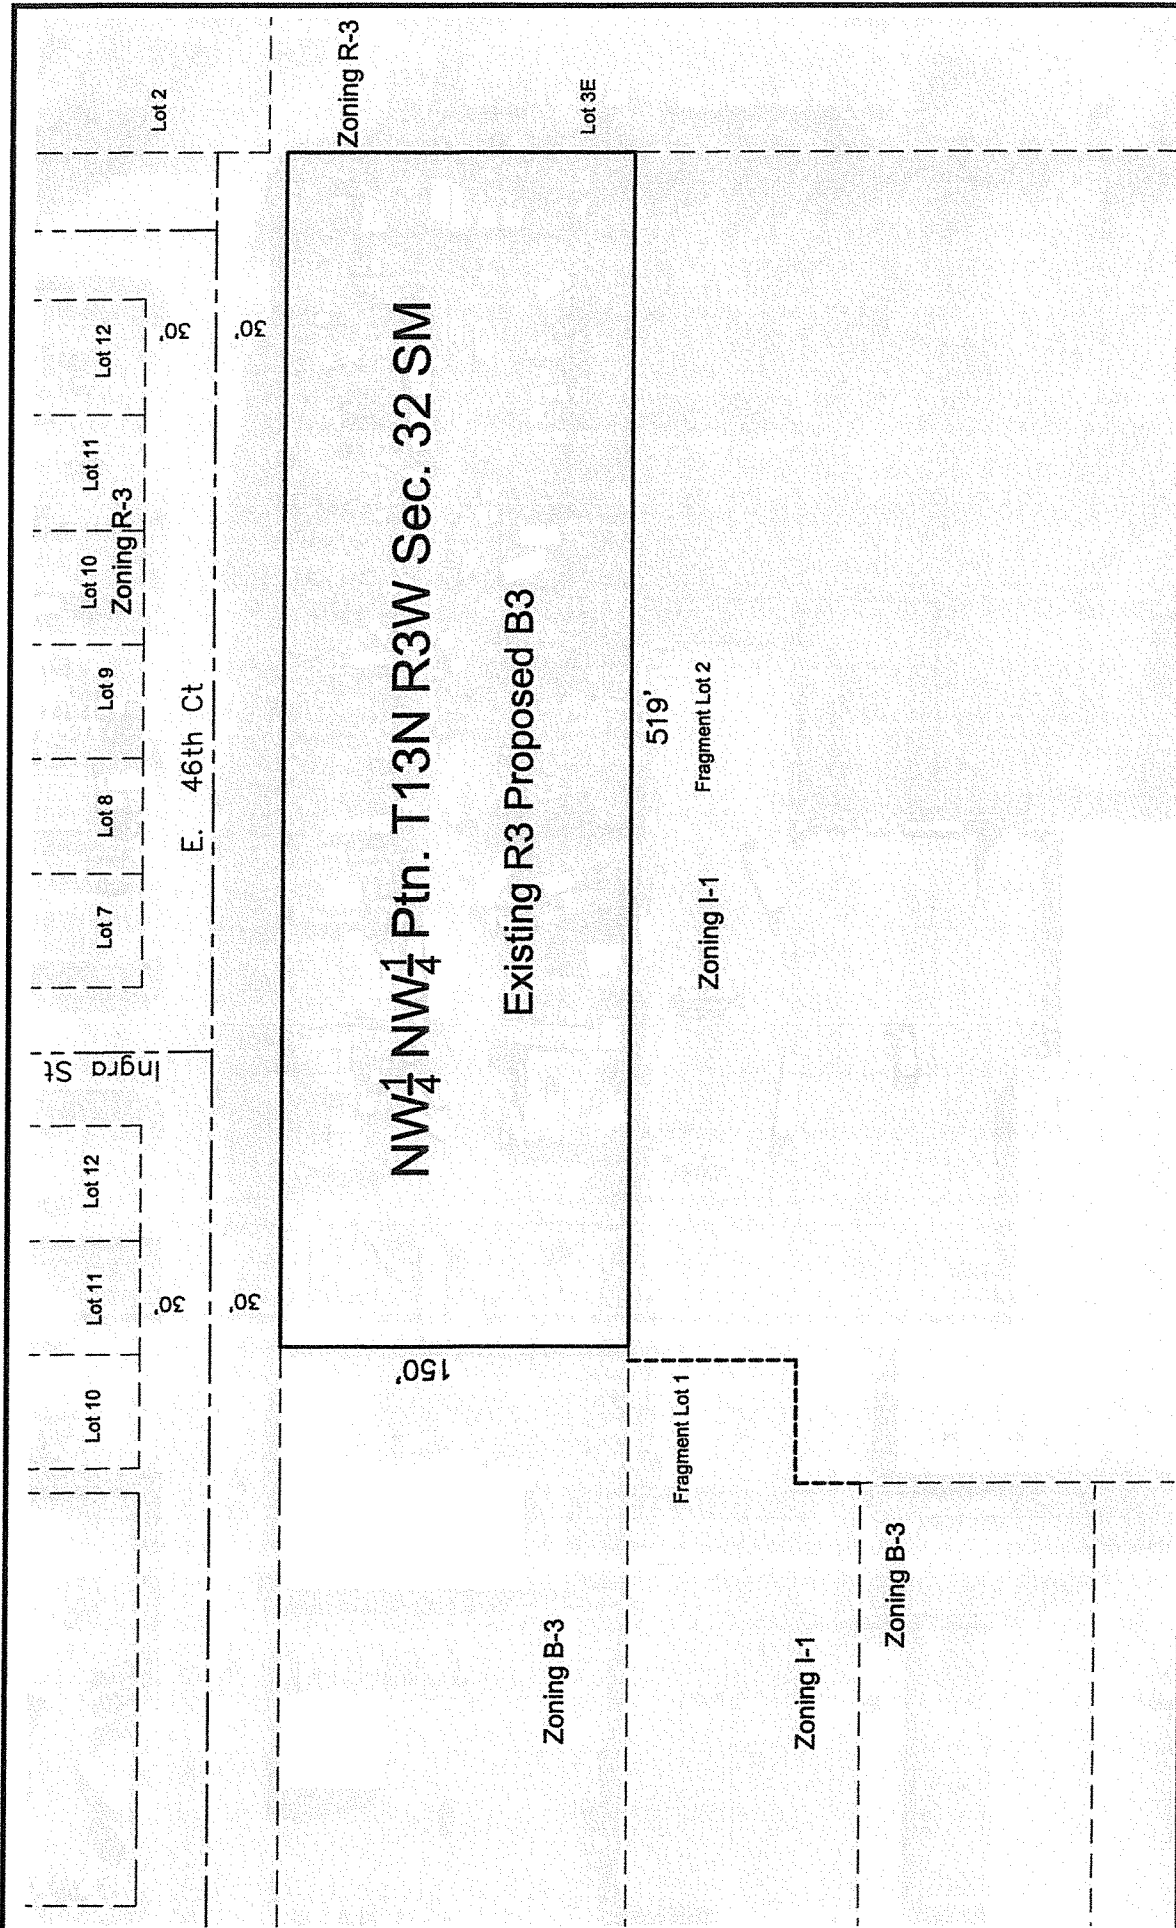 Lot 10
Lot 11
Lot 12
Ingra St
Lot 7
Lot 8
Lot 9
Lot 10
Lot 11
Lot 12
Zoning R-3
Lot 2
E. 46th Ct
30'
30'
30'
30'
Zoning R-3
150'
NW1/4 NW1/4 Ptn. T13N R3W Sec. 32 SM
Existing R3 Proposed B3
Lot 3E
Zoning B-3
519'
Fragment Lot 1
Zoning I-1
Fragment Lot 2
Zoning I-1
Zoning B-3